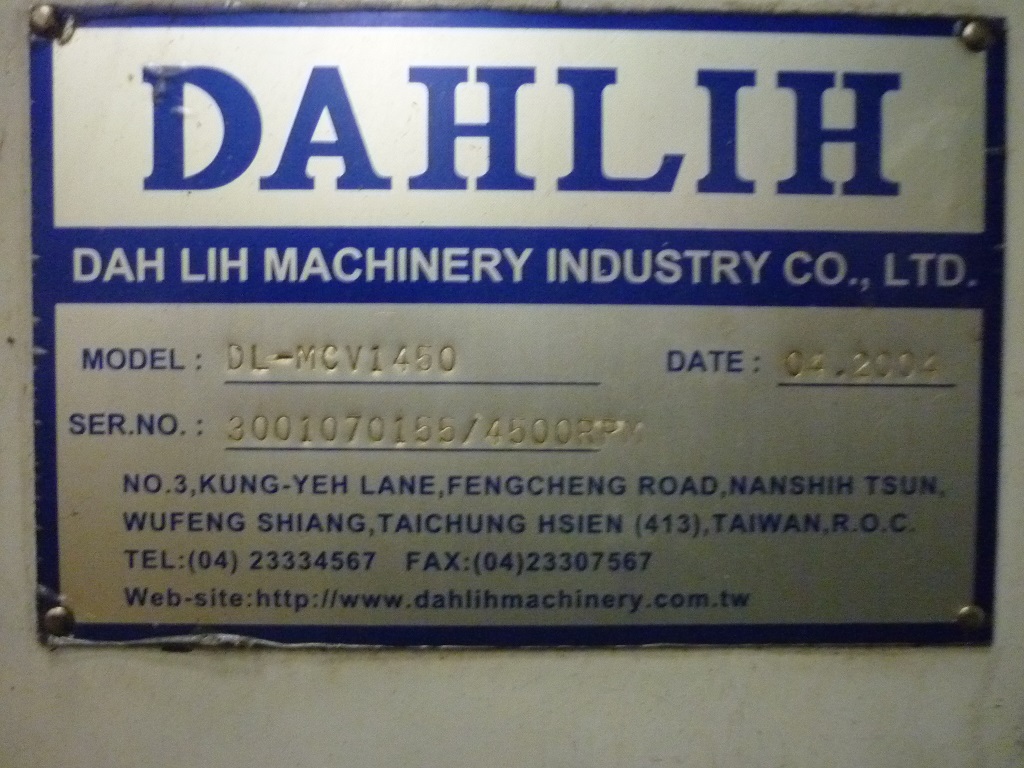 DAHLIH
DAH LIH MACHINERY INDUSTRY CO., LTD.
MODEL : DL-MCV1450 DATE : 04.2004
SER.NO. : 3001070155/4500RPM
NO.3,KUNG-YEH LANE,FENGCHENG ROAD,NANSHIH TSUN,
WUFENG SHIANG,TAICHUNG HSIEN (413),TAIWAN,R.O.C.
TEL:(04) 23334567 FAX:(04)23307567
Web-site:http://www.dahlihmachinery.com.tw